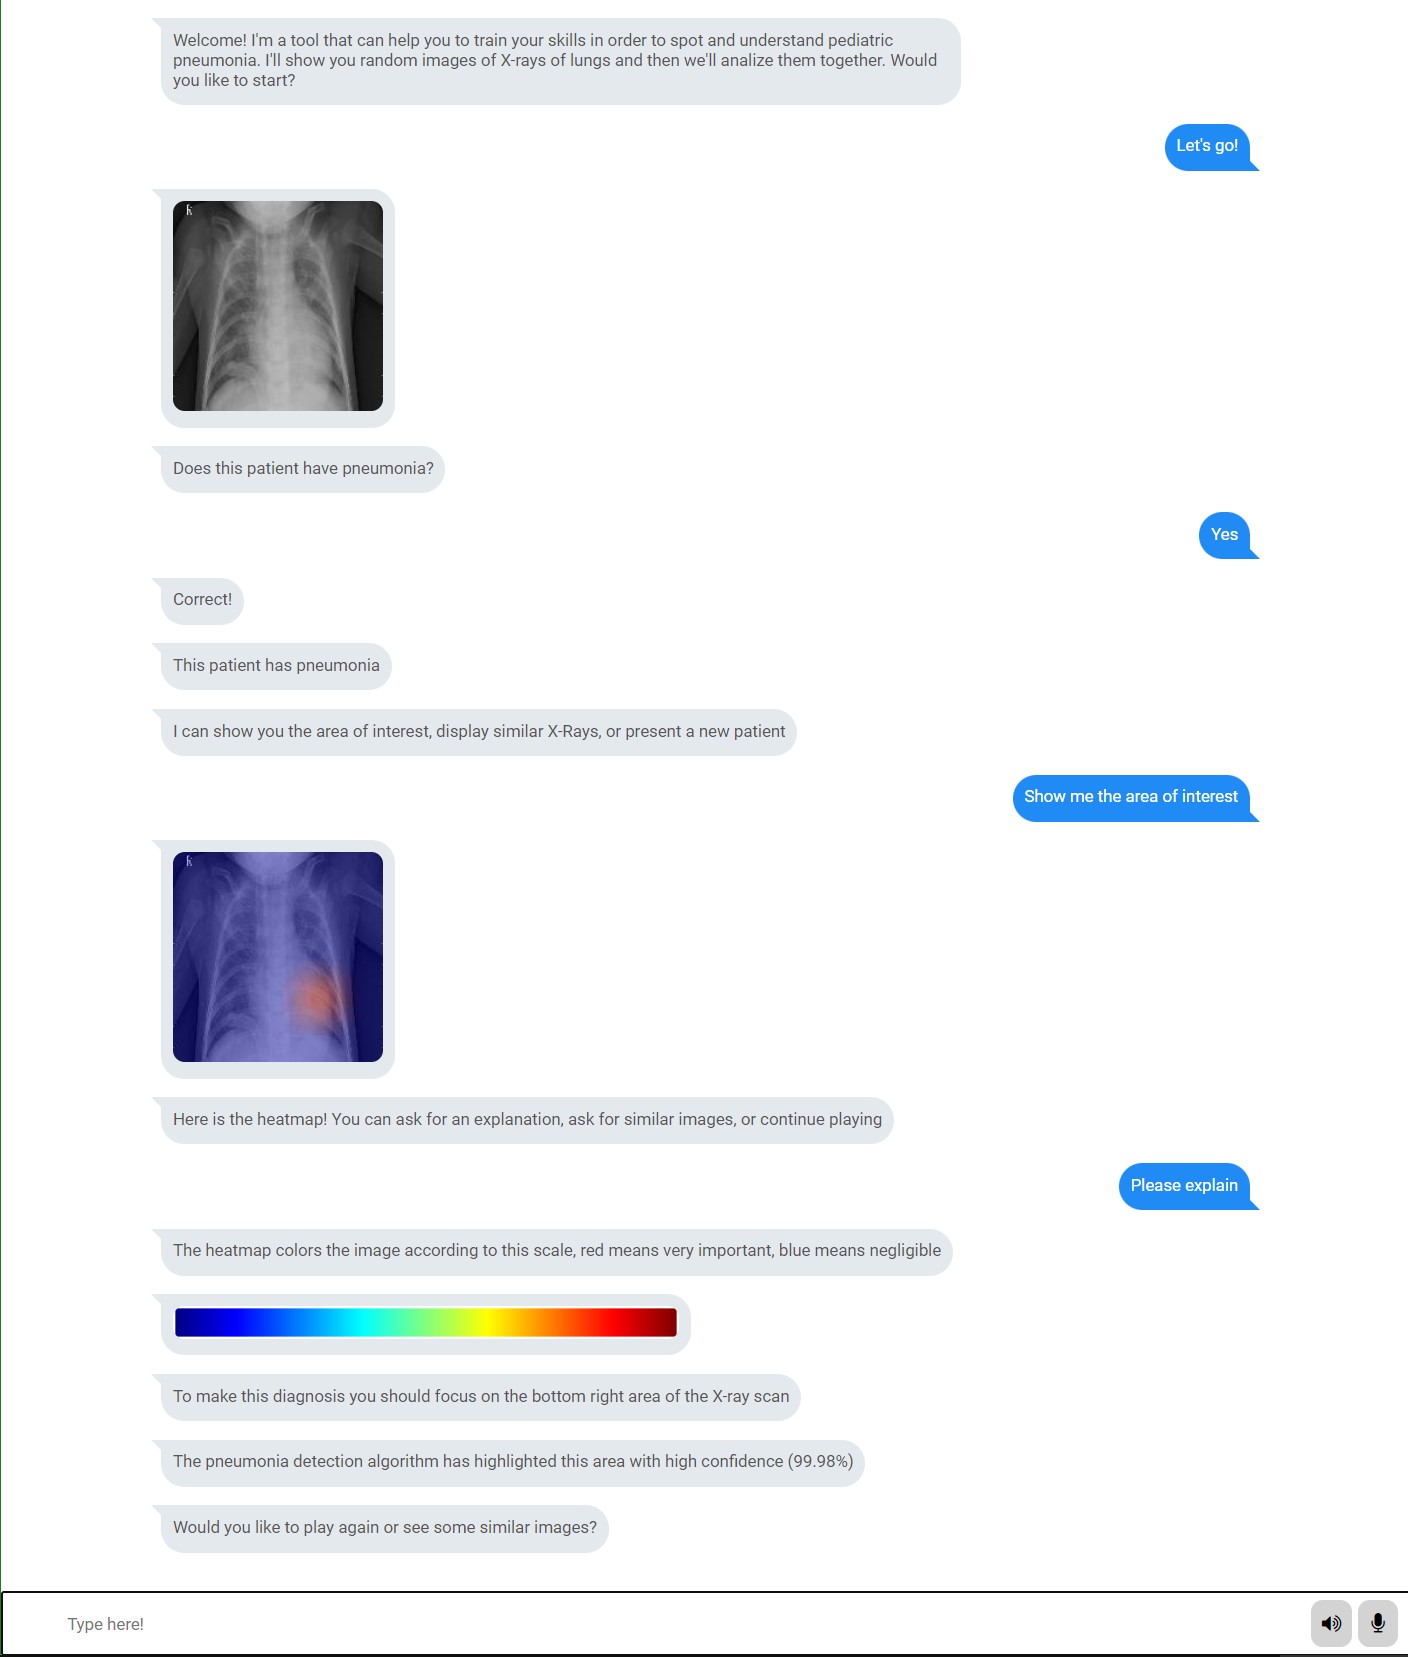 Welcome! I'm a tool that can help you to train your skills in order to spot and understand pediatric
pneumonia. I'll show you random images of X-rays of lungs and then we'll analize them together. Would
you like to start?
Let's go!
Does this patient have pneumonia?
Yes
Correct!
This patient has pneumonia
I can show you the area of interest, display similar X-Rays, or present a new patient
Show me the area of interest
Here is the heatmap! You can ask for an explanation, ask for similar images, or continue playing
Please explain
The heatmap colors the image according to this scale, red means very important, blue means negligible
To make this diagnosis you should focus on the bottom right area of the X-ray scan
The pneumonia detection algorithm has highlighted this area with high confidence (99.98%)
Would you like to play again or see some similar images?
Type here!